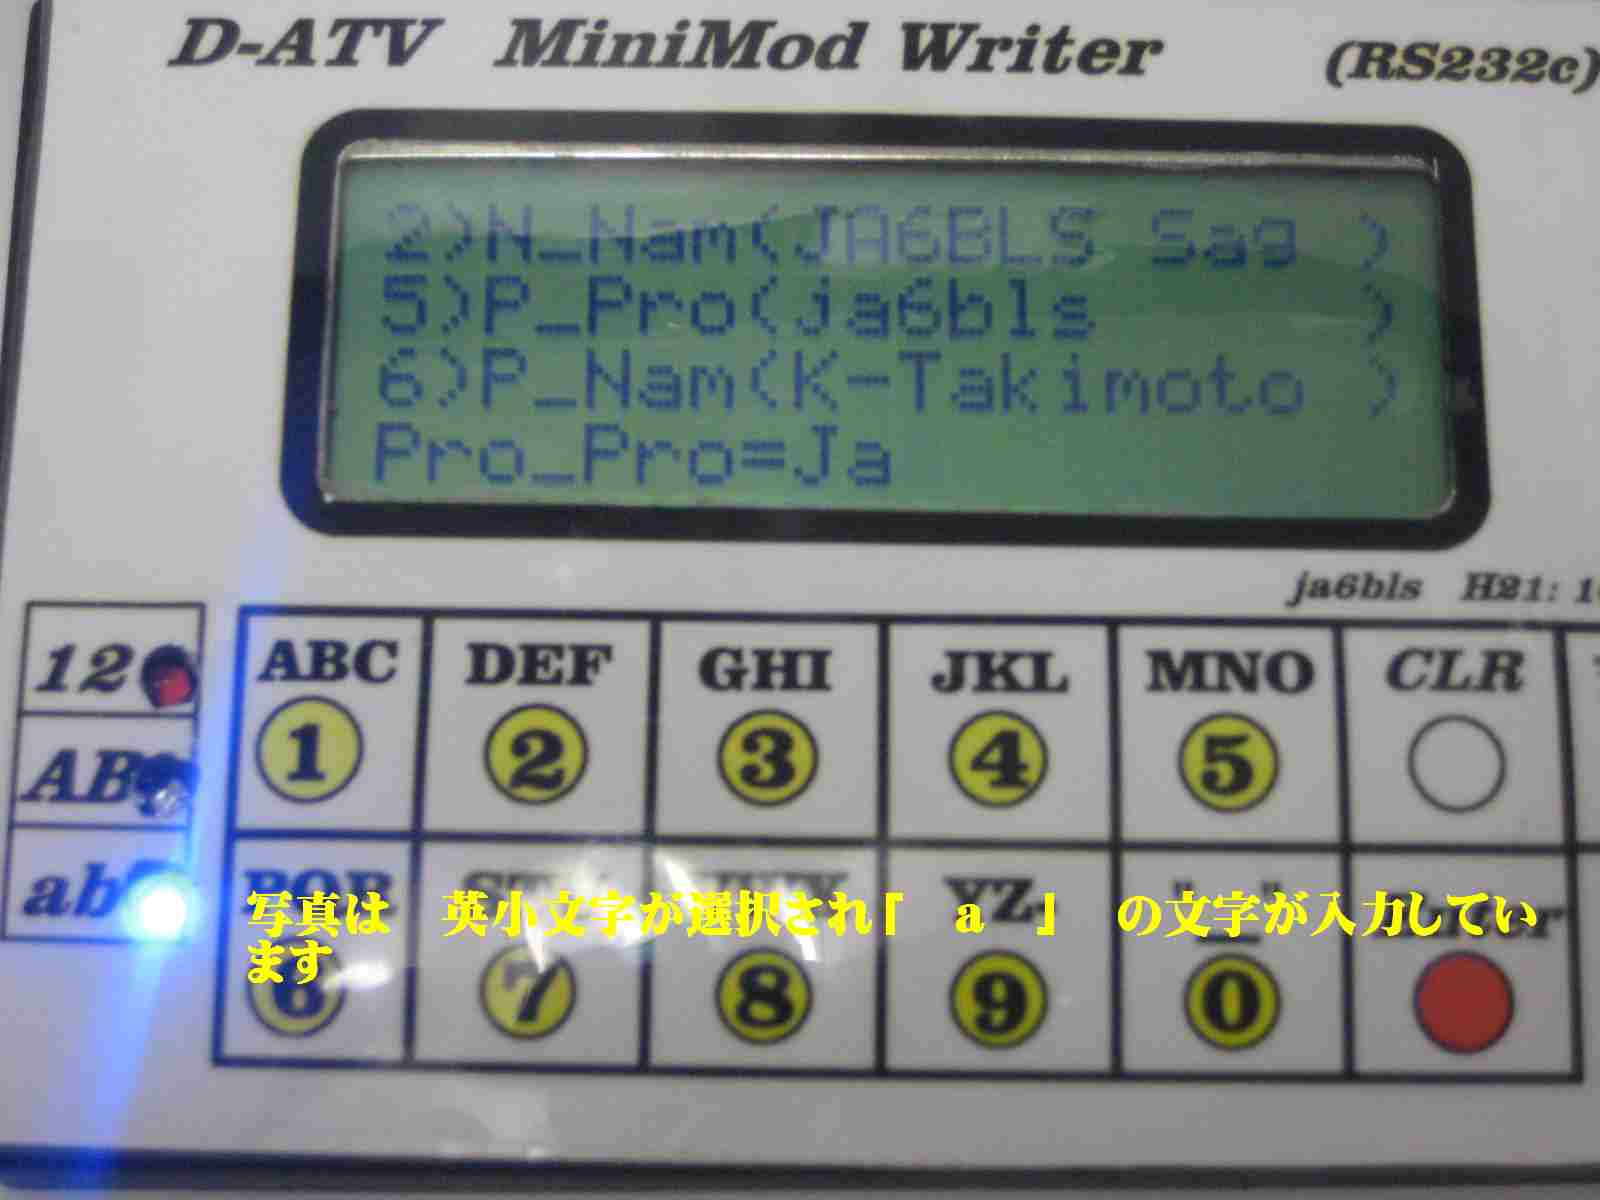 D-ATV MiniMod Writer (RS232c)
2)N_Nam(JA6BLS Sag )
5)P_Pro(ja6bls )
6)P_Nam(K-Takimoto )
Pro_Pro=Ja
ja6bls H21:
12
ABC DEF GHI JKL MNO CLR
1 2 3 4 5
AB
ab
PQR YZ "_" Enter
写真は 英小文字が選択され「 a 」 の文字が入力してい
ます
6 7 8 9 0